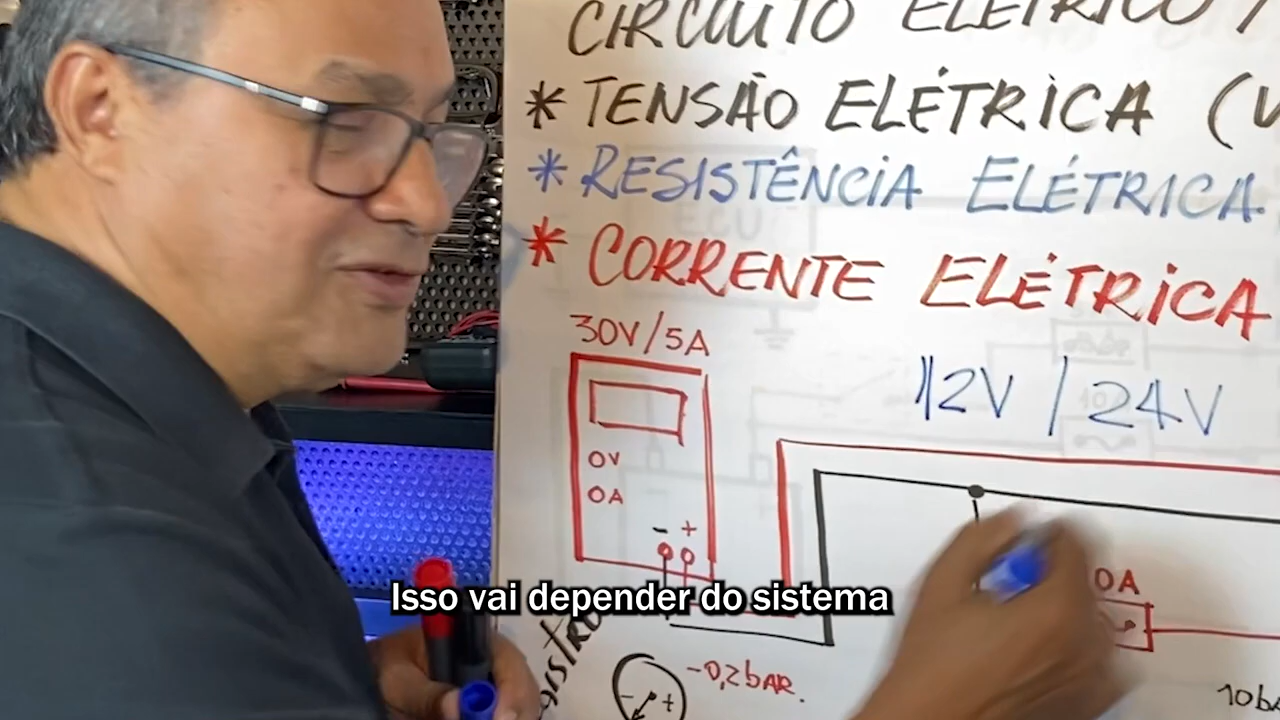 CIRCUITO ELÉTRICO
* TENSÃO ELÉTRICA (V
* RESISTÊNCIA ELÉTRICA
* CORRENTE ELÉTRICA
30V/5A
12V / 24V
0V
0A
- +
0A
Isso vai depender do sistema
-0,2bAR.
- +